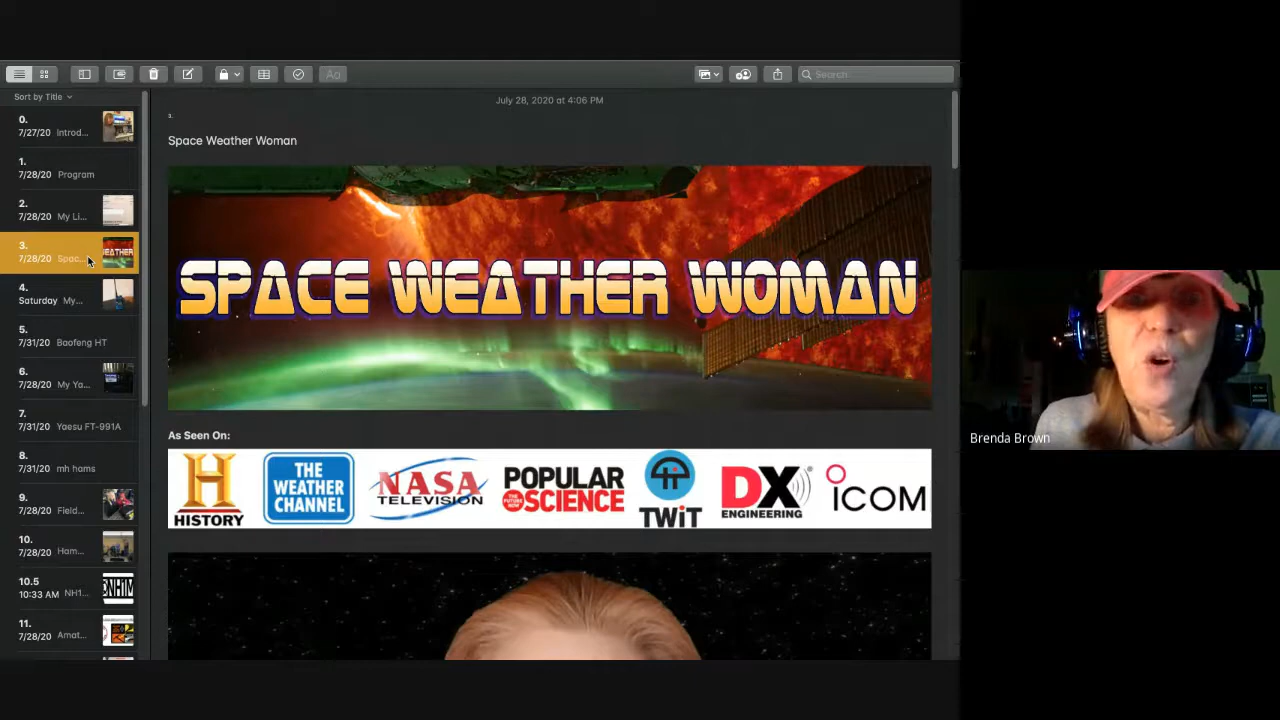 Aa
Search
Sort by Title
0.
7/27/20 Introd...
1.
7/28/20 Program
2.
7/28/20 My Li...
3.
7/28/20 Spac...
4.
Saturday My...
5.
7/31/20 Baofeng HT
6.
7/28/20 My Ya...
7.
7/31/20 Yaesu FT-991A
8.
7/31/20 mh hams
9.
7/28/20 Field...
10.
7/28/20 Ham...
10.5
10:33 AM NH1...
11.
7/28/20 Amat...
July 28, 2020 at 4:06 PM
3.
Space Weather Woman
SPACE WEATHER WOMAN
As Seen On:
H
HISTORY
THE
WEATHER
CHANNEL
NASA
TELEVISION
POPULAR
SCIENCE
TWiT
DX
ENGINEERING
ICOM
Brenda Brown